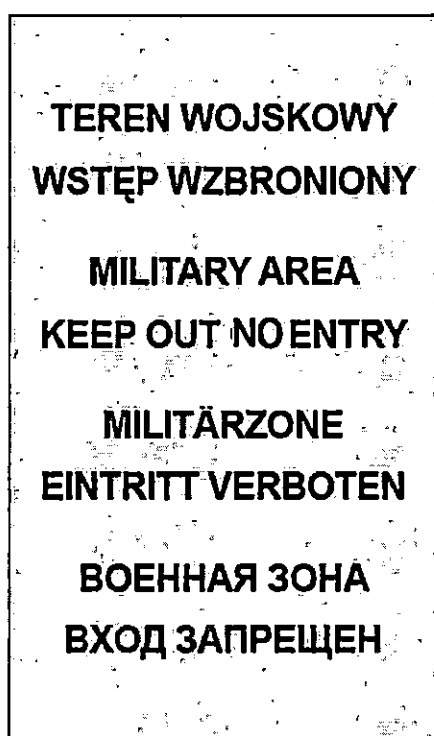 TEREN WOJSKOWY
WSTĘP WZBRONIONY
MILITARY AREA
KEEP OUT NO ENTRY
MILITÄRZONE
EINTRITT VERBOTEN
ВОЕННАЯ ЗОНА
ВХОД ЗАПРЕЩЕН